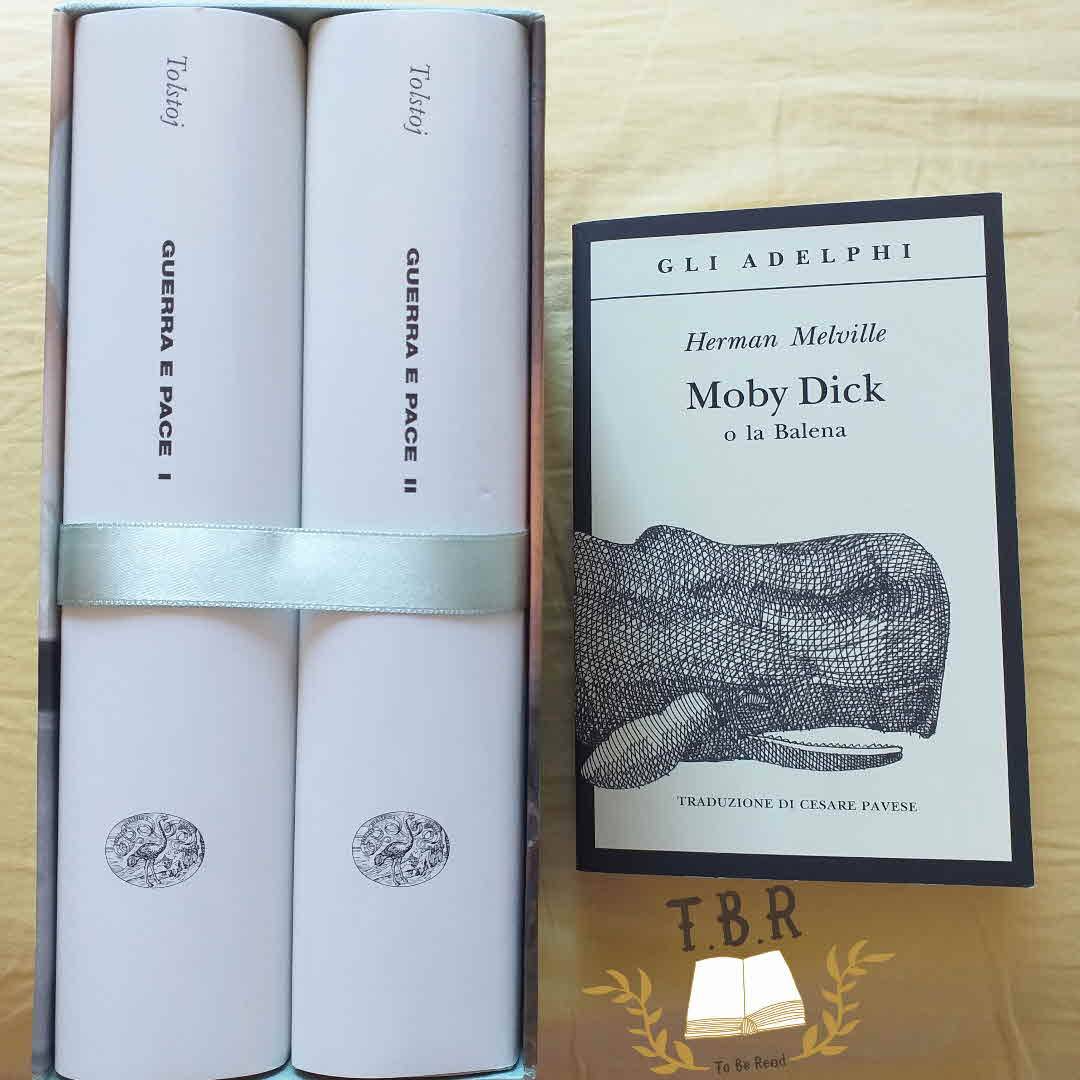 Tolstoj
GUERRA E PACE I
Tolstoj
GUERRA E PACE II
GLI ADELPHI
Herman Melville
Moby Dick
o la Balena
TRADUZIONE DI CESARE PAVESE
T.B.R
To Be Read